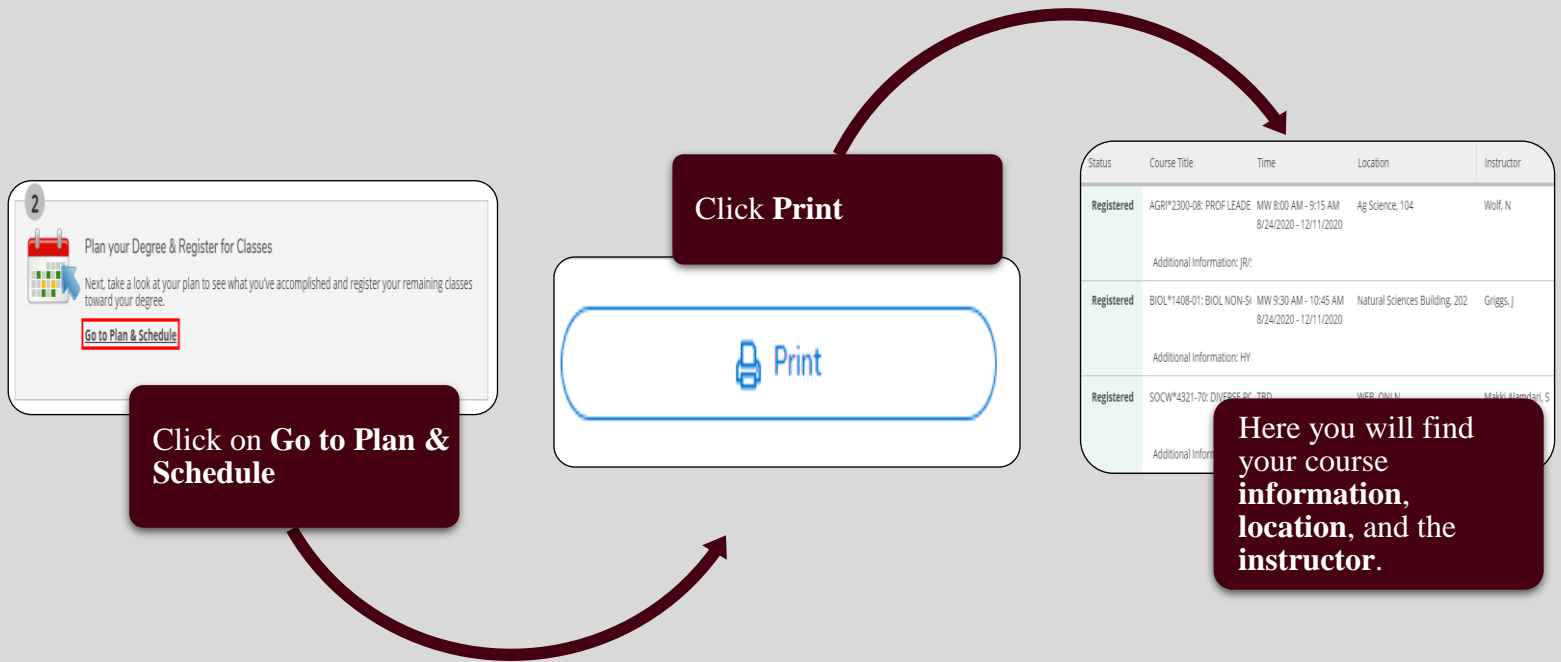 2
Plan your Degree & Register for Classes
Next, take a look at your plan to see what you've accomplished and register your remaining classes
toward your degree.
Go to Plan & Schedule
Click on Go to Plan &
Schedule
Click Print
Print
Status Course Title Time Location Instructor
Registered AGRI*2300-08: PROF LEADE MW 8:00 AM - 9:15 AM Ag Science, 104 Wolf, N
8/24/2020 - 12/11/2020
Additional Information: JR/
Registered BIOL*1408-01: BIOL NON- MW 9:30 AM - 10:45 AM Natural Sciences Building, 202 Griggs, J
8/24/2020 - 12/11/2020
Additional Information: HY
Registered SOCW*4321-70: DIVERSE TBD WEB, ONLN Makki Alamdari, S
Additional
Here you will find
your course
information,
location, and the
instructor.